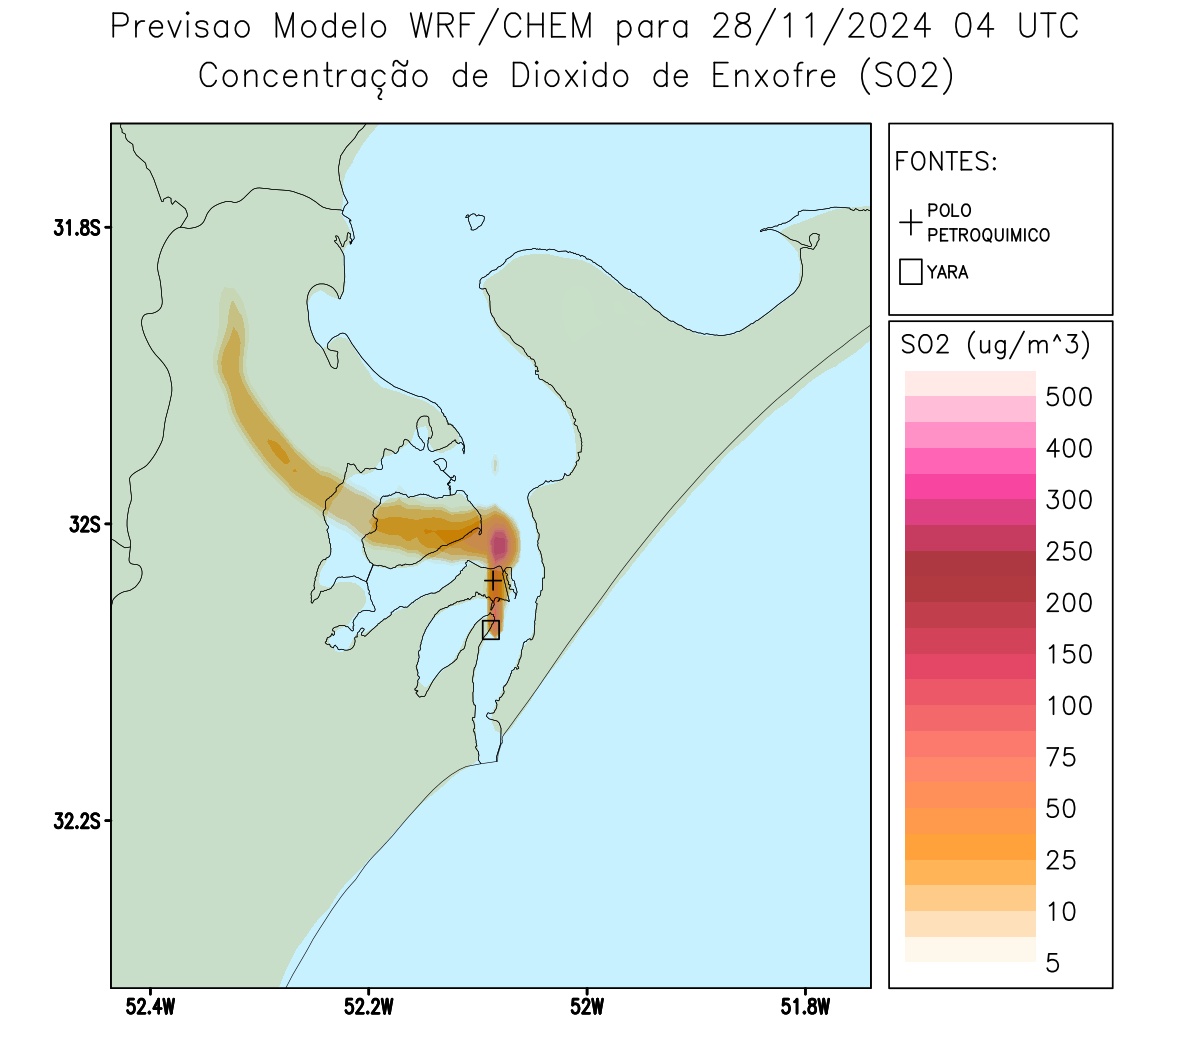 Previsao Modelo WRF/CHEM para 28/11/2024 04 UTC
Concentração de Dioxido de Enxofre (SO2)
FONTES:
POLO
PETROQUIMICO
YARA
31.8S
32S
32.2S
52.4W
52.2W
52W
51.8W
SO2 (ug/m^3)
500
400
300
250
200
150
100
75
50
25
10
5